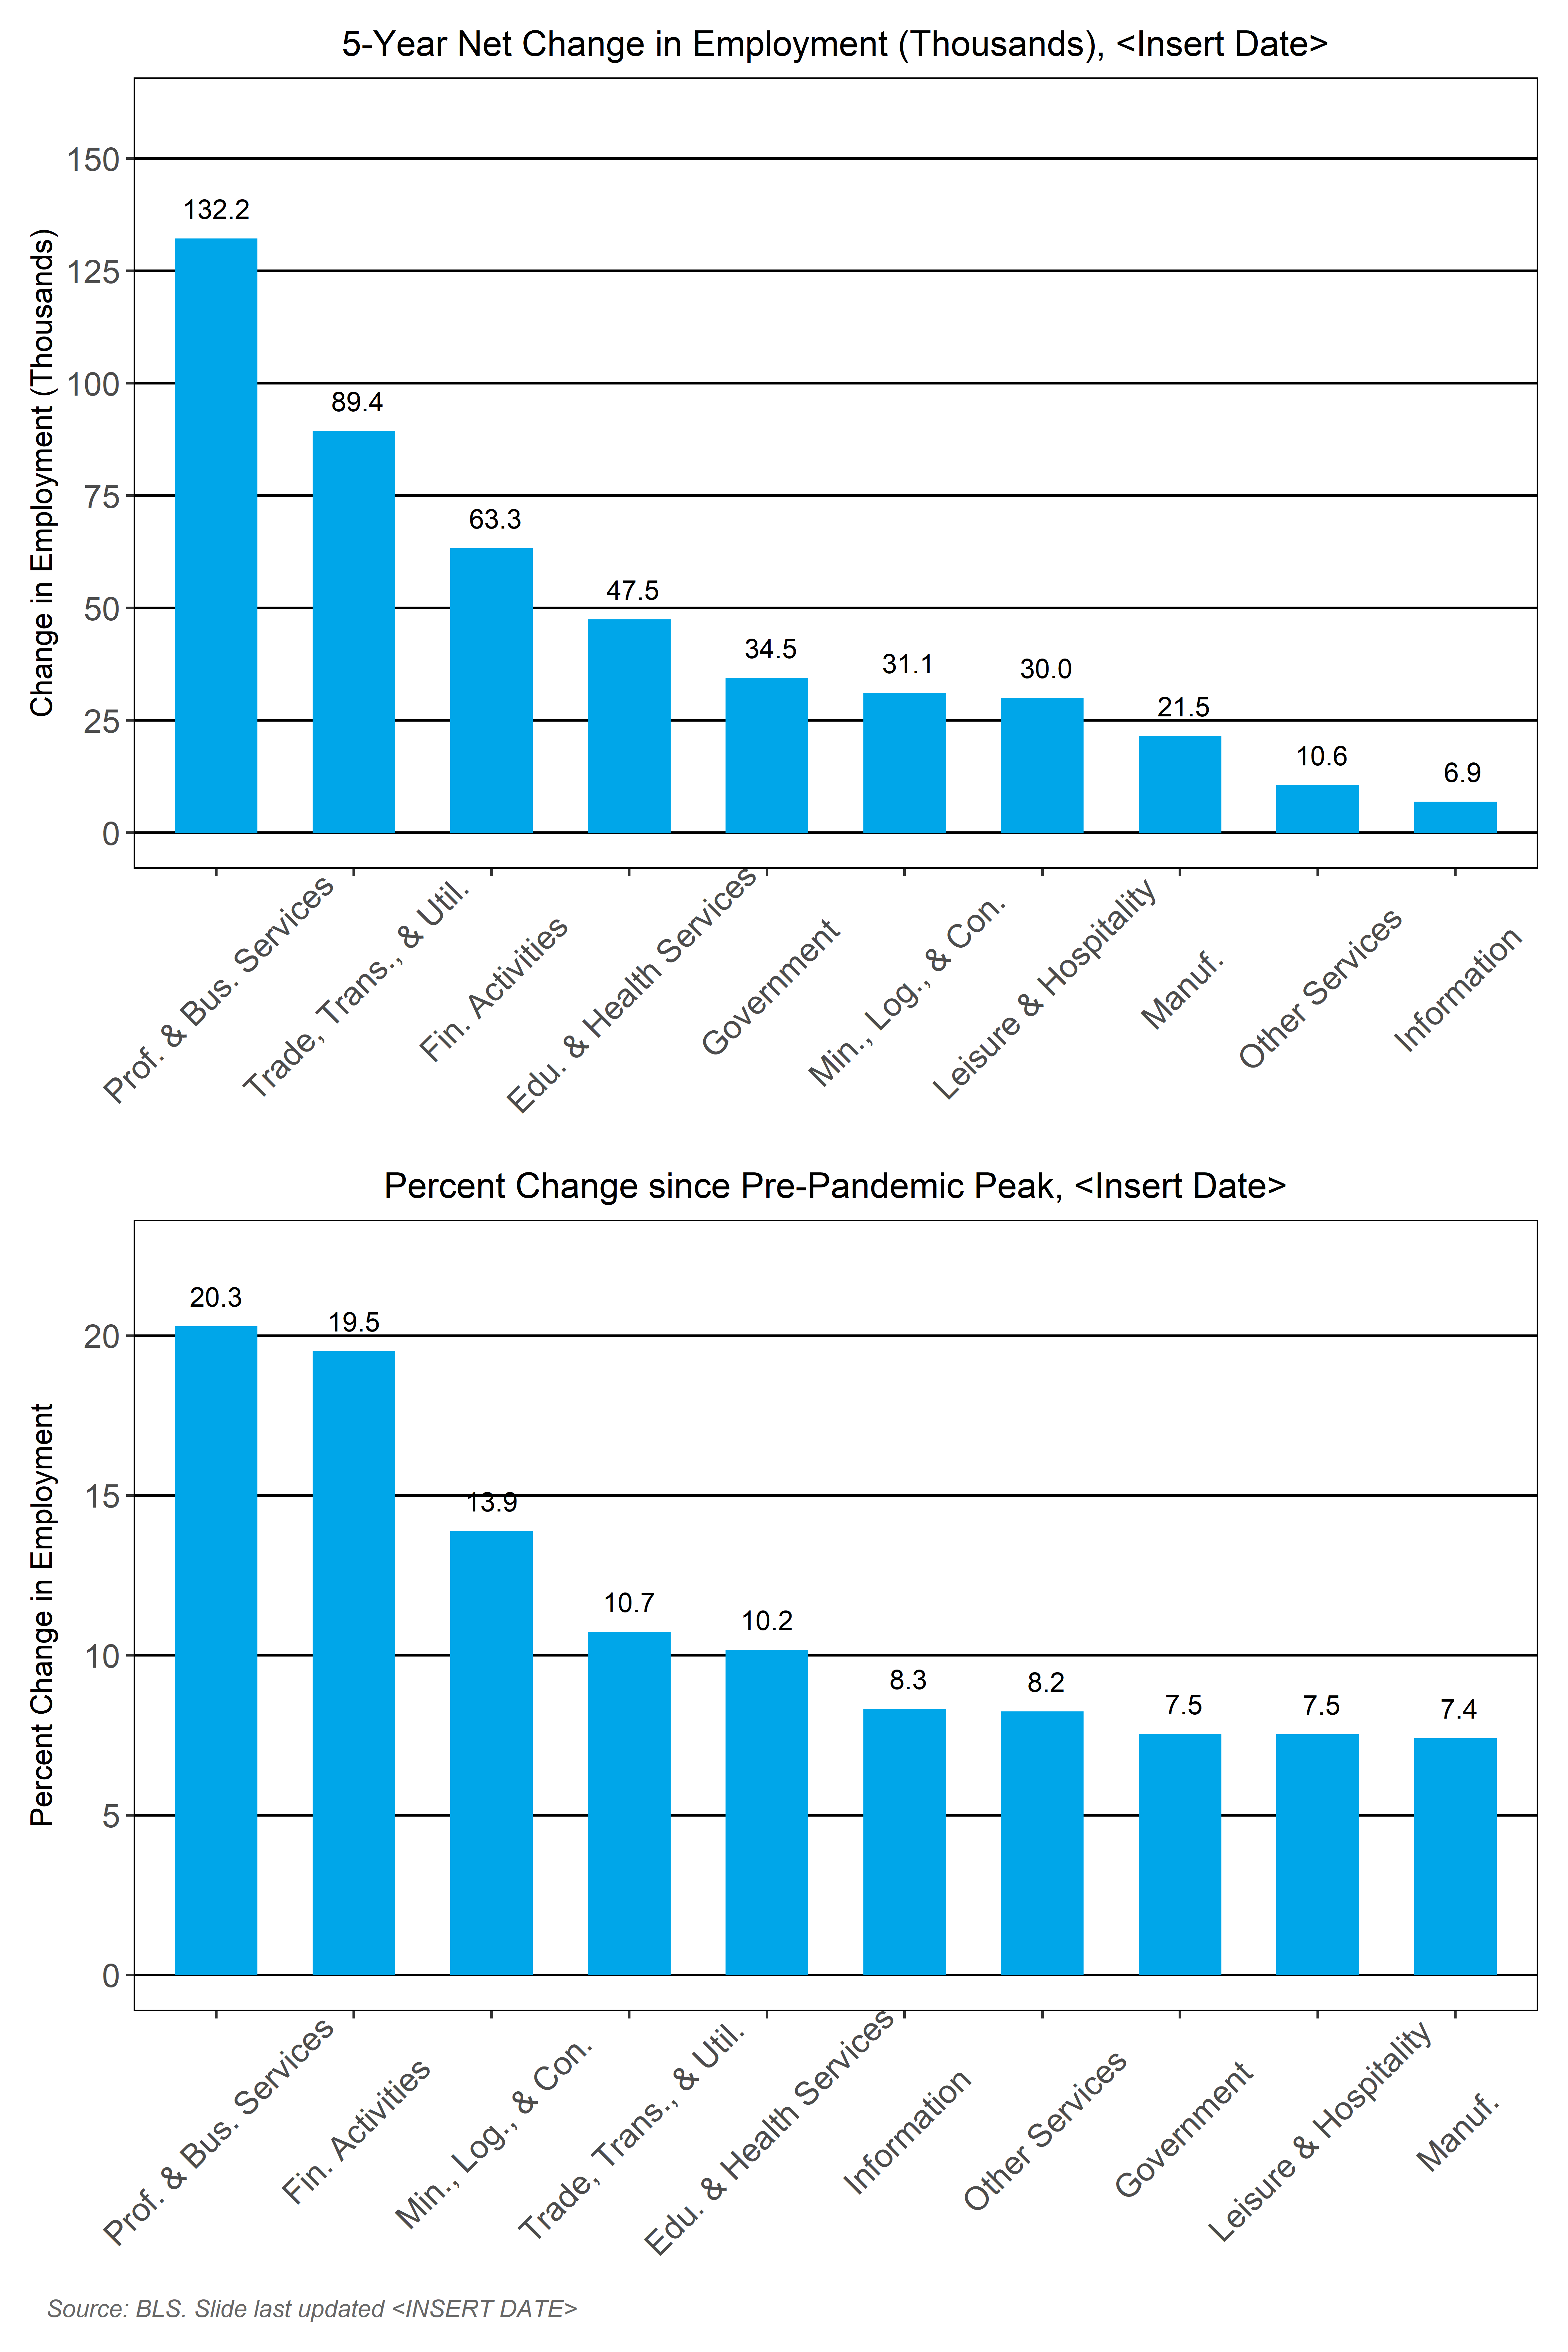 5-Year Net Change in Employment (Thousands), <Insert Date>
Change in Employment (Thousands)
150
125
100
75
50
25
0
132.2
89.4
63.3
47.5
34.5
31.1
30.0
21.5
10.6
6.9
Prof. & Bus. Services
Trade, Trans., & Util.
Fin. Activities
Edu. & Health Services
Government
Min., Log., & Con.
Leisure & Hospitality
Manuf.
Other Services
Information
Percent Change since Pre-Pandemic Peak, <Insert Date>
Percent Change in Employment
20
15
10
5
0
20.3
19.5
13.9
10.7
10.2
8.3
8.2
7.5
7.5
7.4
Prof. & Bus. Services
Fin. Activities
Min., Log., & Con.
Trade, Trans., & Util.
Edu. & Health Services
Information
Other Services
Government
Leisure & Hospitality
Manuf.
Source: BLS. Slide last updated <INSERT DATE>